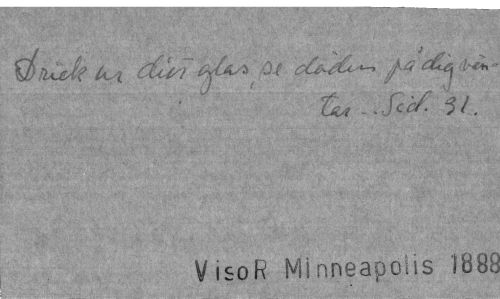 Drick ur ditt glas, se döden på dig vän-
tar -- Sid. 31.
VisoR Minneapolis 1888